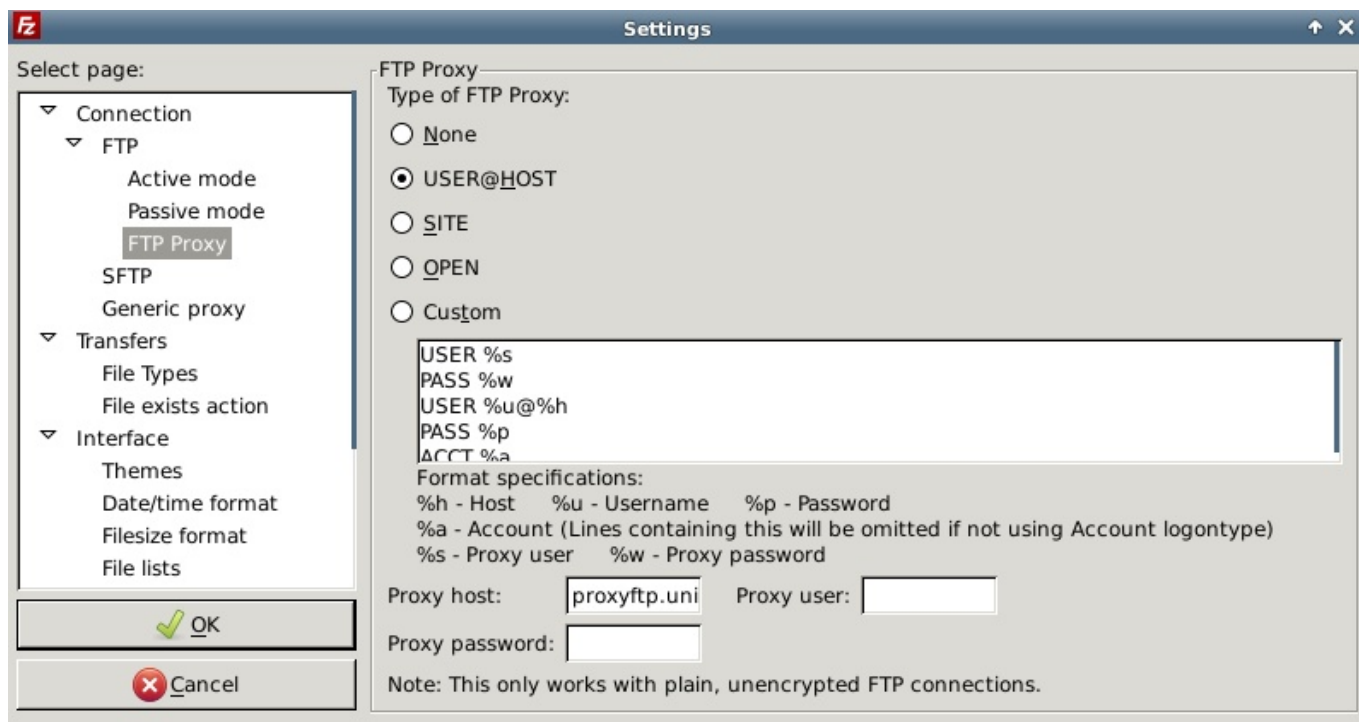 Fz
Settings
Select page:
Connection
FTP
Active mode
Passive mode
FTP Proxy
SFTP
Generic proxy
Transfers
File Types
File exists action
Interface
Themes
Date/time format
Filesize format
File lists
OK
Cancel
FTP Proxy
Type of FTP Proxy:
None
USER@HOST
SITE
OPEN
Custom
USER %s
PASS %w
USER %u@%h
PASS %p
ACCT %a
Format specifications:
%h - Host %u - Username %p - Password
%a - Account (Lines containing this will be omitted if not using Account logontype)
%s - Proxy user %w - Proxy password
Proxy host: proxyftp.uni Proxy user:
Proxy password:
Note: This only works with plain, unencrypted FTP connections.